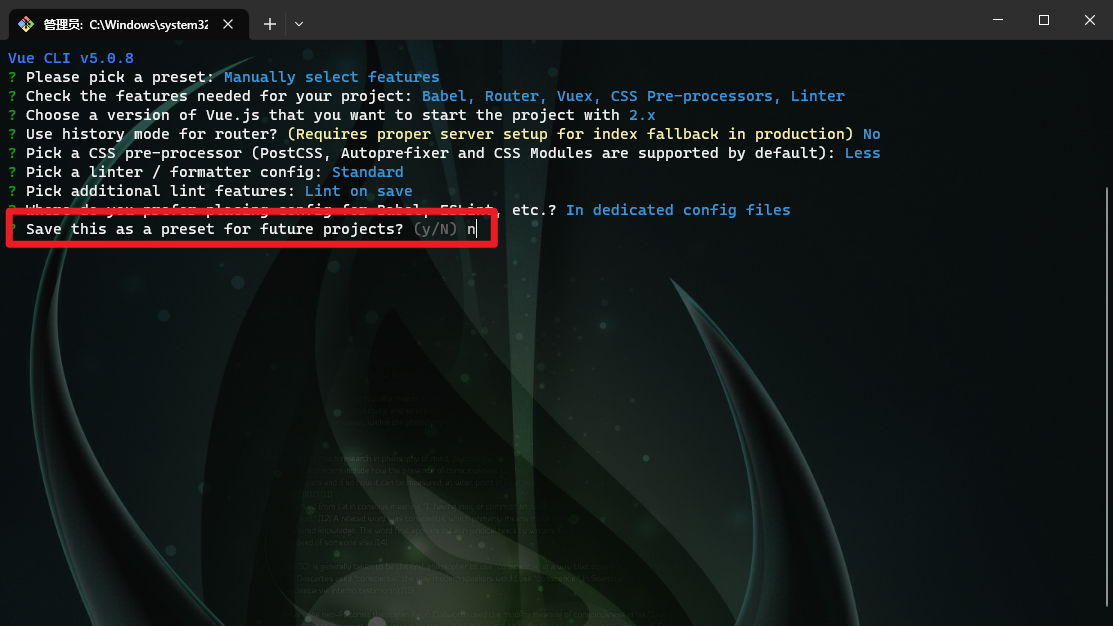 管理员: C:\Windows\system32
Vue CLI v5.0.8
? Please pick a preset: Manually select features
? Check the features needed for your project: Babel, Router, Vuex, CSS Pre-processors, Linter
? Choose a version of Vue.js that you want to start the project with 2.x
? Use history mode for router? (Requires proper server setup for index fallback in production) No
? Pick a CSS pre-processor (PostCSS, Autoprefixer and CSS Modules are supported by default): Less
? Pick a linter / formatter config: Standard
? Pick additional lint features: Lint on save
? Where do you prefer placing config for Babel, ESLint, etc.? In dedicated config files
? Save this as a preset for future projects? (y/N) n